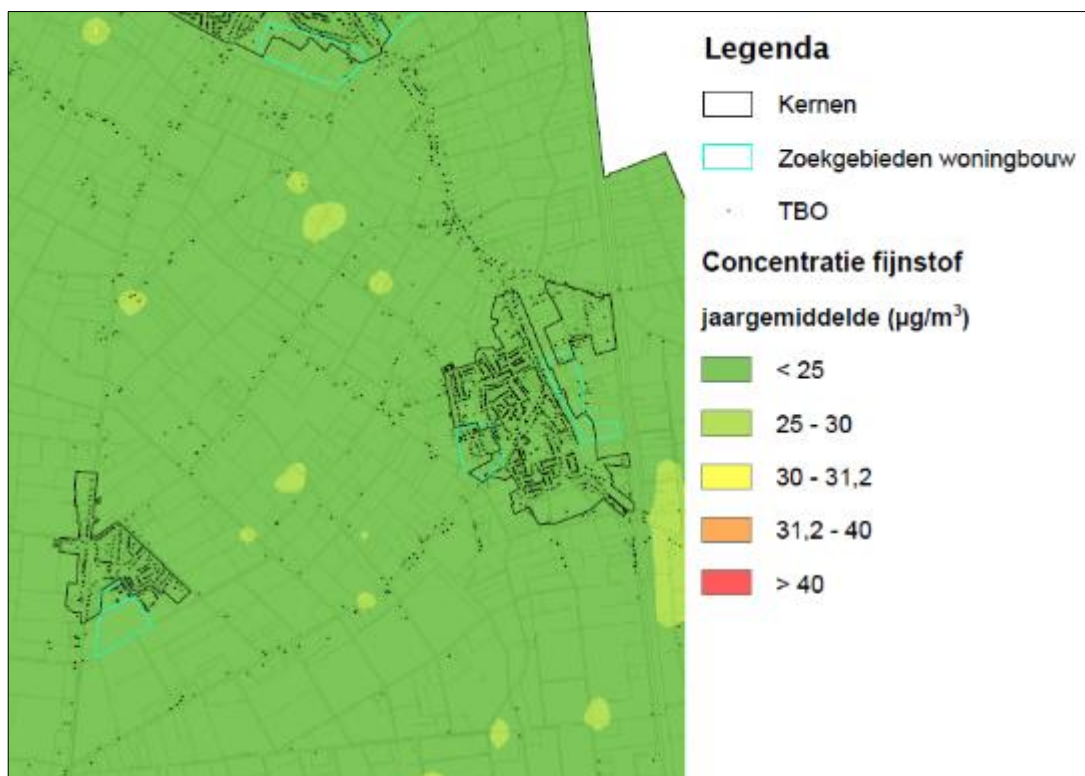 Legenda
Kernen
Zoekgebieden woningbouw
TBO
Concentratie fijnstof
jaargemiddelde (µg/m³)
< 25
25 - 30
30 - 31,2
31,2 - 40
> 40